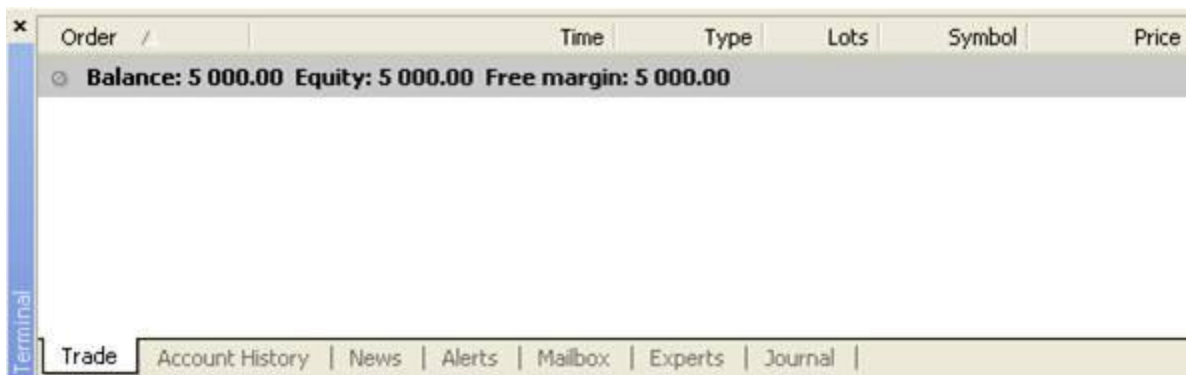 Order / Time Type Lots Symbol Price
Balance: 5 000.00 Equity: 5 000.00 Free margin: 5 000.00
Terminal
Trade Account History | News | Alerts | Mailbox | Experts | Journal |